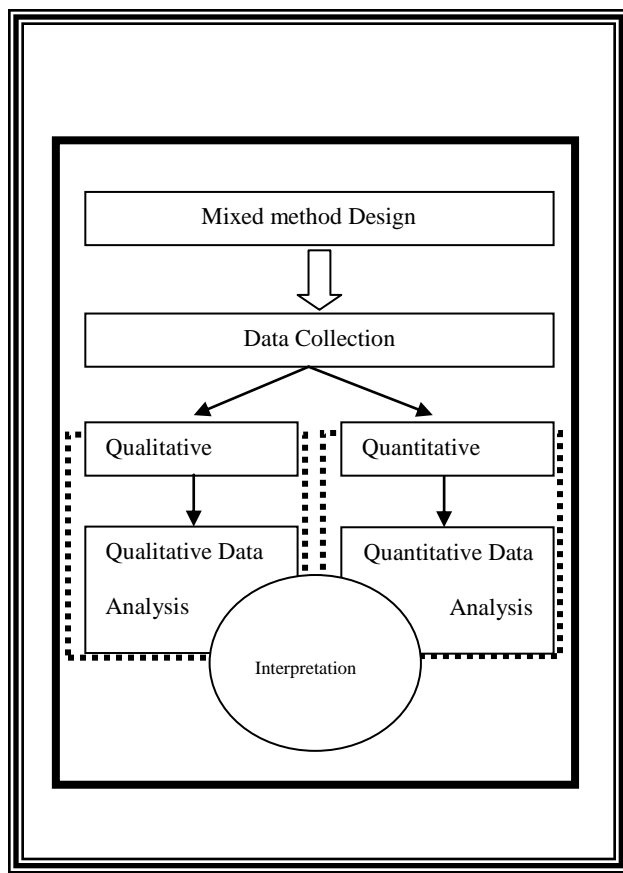 Mixed method Design
Data Collection
Qualitative
Quantitative
Qualitative Data
Analysis
Quantitative Data
Analysis
Interpretation